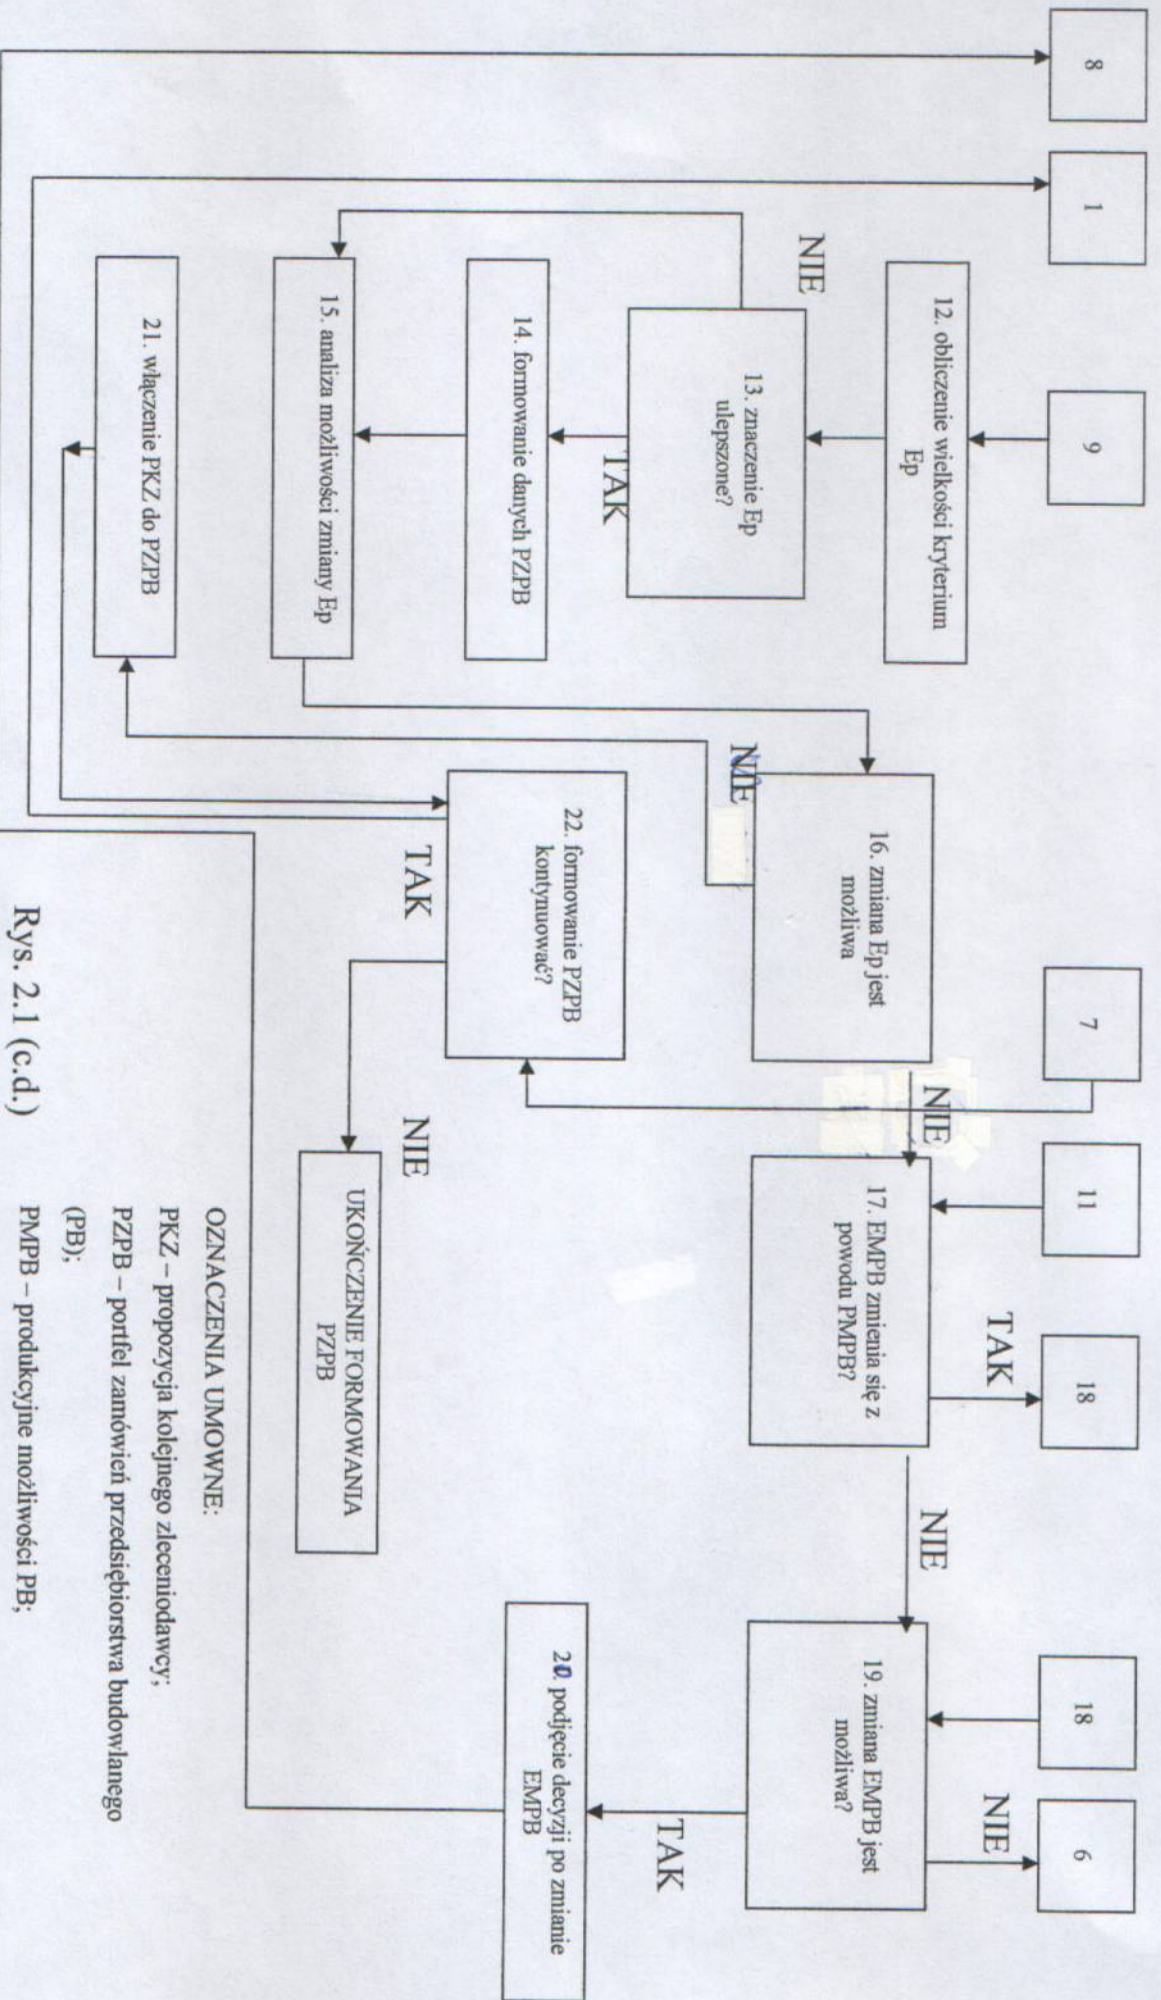 8
1
9
7
11
18
18
6
12. obliczenie wielkości kryterium
Ep
NIE
13. znaczenie Ep
ulepszone?
TAK
14. formowanie danych PZPB
15. analiza możliwości zmiany Ep
21. włączenie PKZ do PZPB
16. zmiana Ep jest
możliwa
NIE
NIE
22. formowanie PZPB
kontynuować?
TAK
NIE
UKOŃCZENIE FORMOWANIA
PZPB
17. EMPB zmienia się z
powodu PMPB?
TAK
NIE
19. zmiana EMPB jest
możliwa?
NIE
TAK
20. podjęcie decyzji po zmianie
EMPB
OZNACZENIA UMOWNE:
PKZ – propozycja kolejnego zleceniodawcy;
PZPB – portfel zamówień przedsiębiorstwa budowlanego
(PB);
PMPB – produkcyjne możliwości PB;
Rys. 2.1 (c.d.)